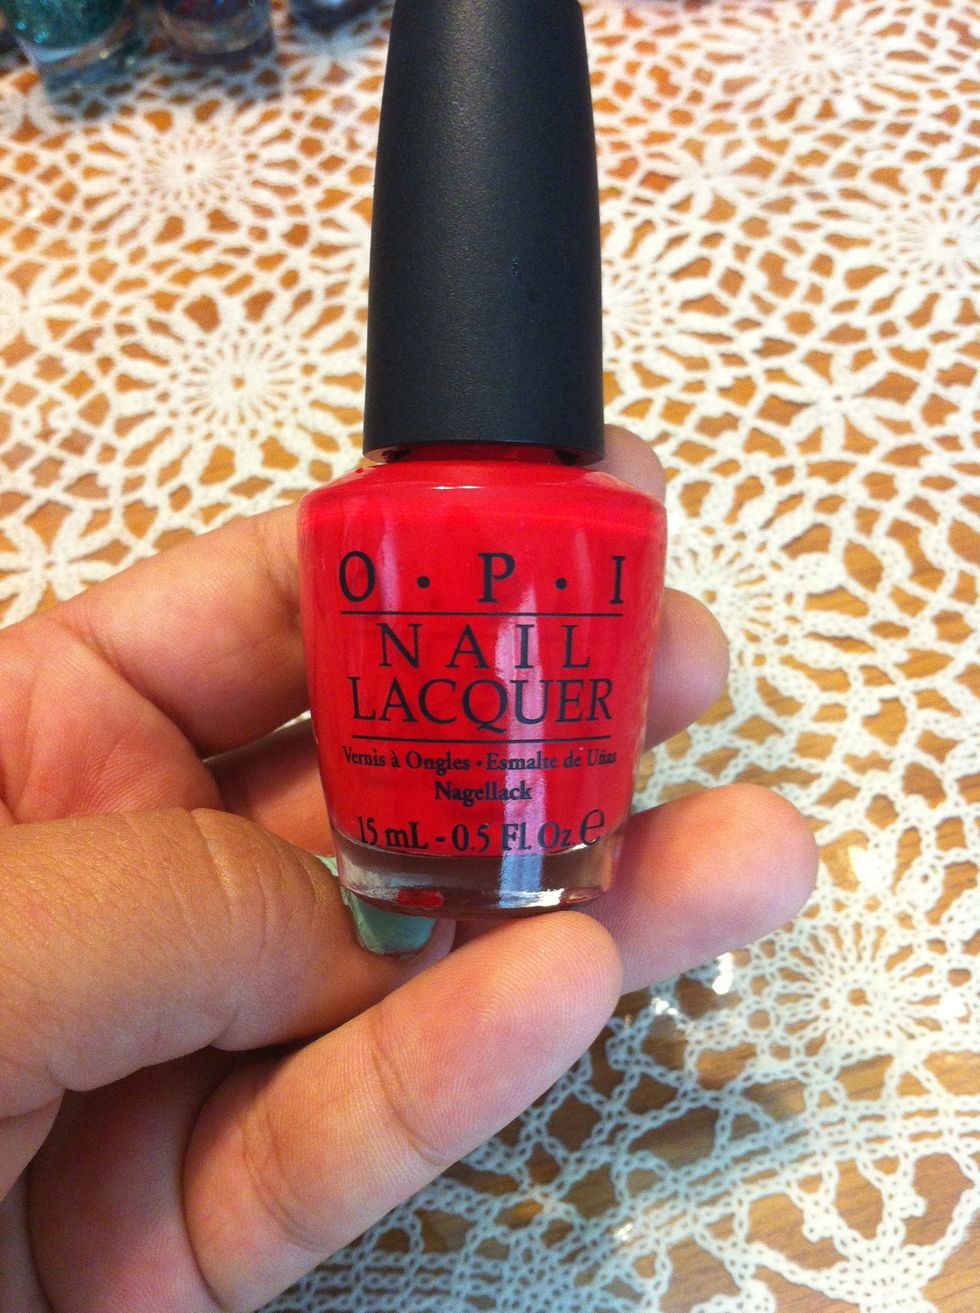 O · P · I
NAIL
LACQUER
Vernis à Ongles · Esmalte de Uñas
Nagellack
15 mL - 0.5 Fl. Oz. ℮